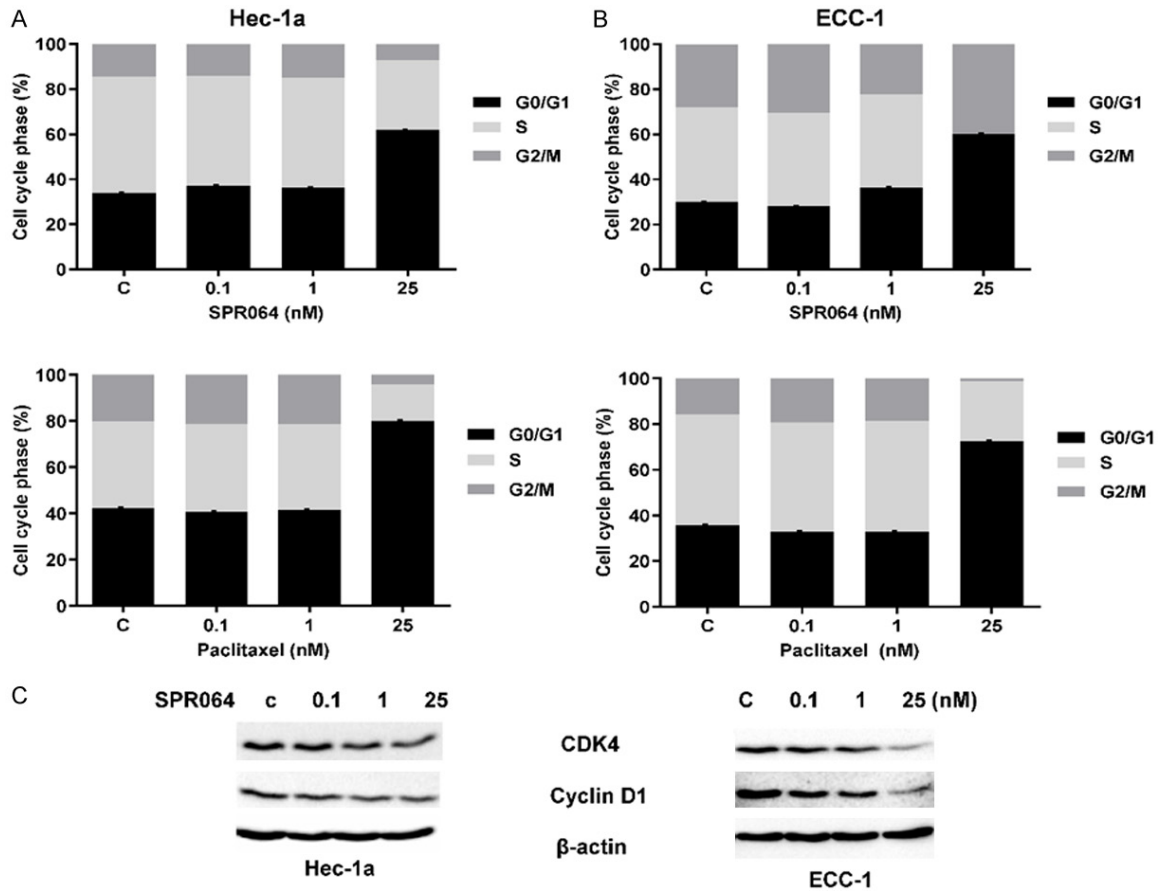 A
Hec-1a
Cell cycle phase (%)
100
80
60
40
20
0
C 0.1 1 25
SPR064 (nM)
G0/G1
S
G2/M
B
ECC-1
Cell cycle phase (%)
100
80
60
40
20
0
C 0.1 1 25
SPR064 (nM)
G0/G1
S
G2/M
Cell cycle phase (%)
100
80
60
40
20
0
C 0.1 1 25
Paclitaxel (nM)
G0/G1
S
G2/M
Cell cycle phase (%)
100
80
60
40
20
0
C 0.1 1 25
Paclitaxel (nM)
G0/G1
S
G2/M
C
SPR064 c 0.1 1 25
C 0.1 1 25 (nM)
CDK4
Cyclin D1
β-actin
Hec-1a
ECC-1